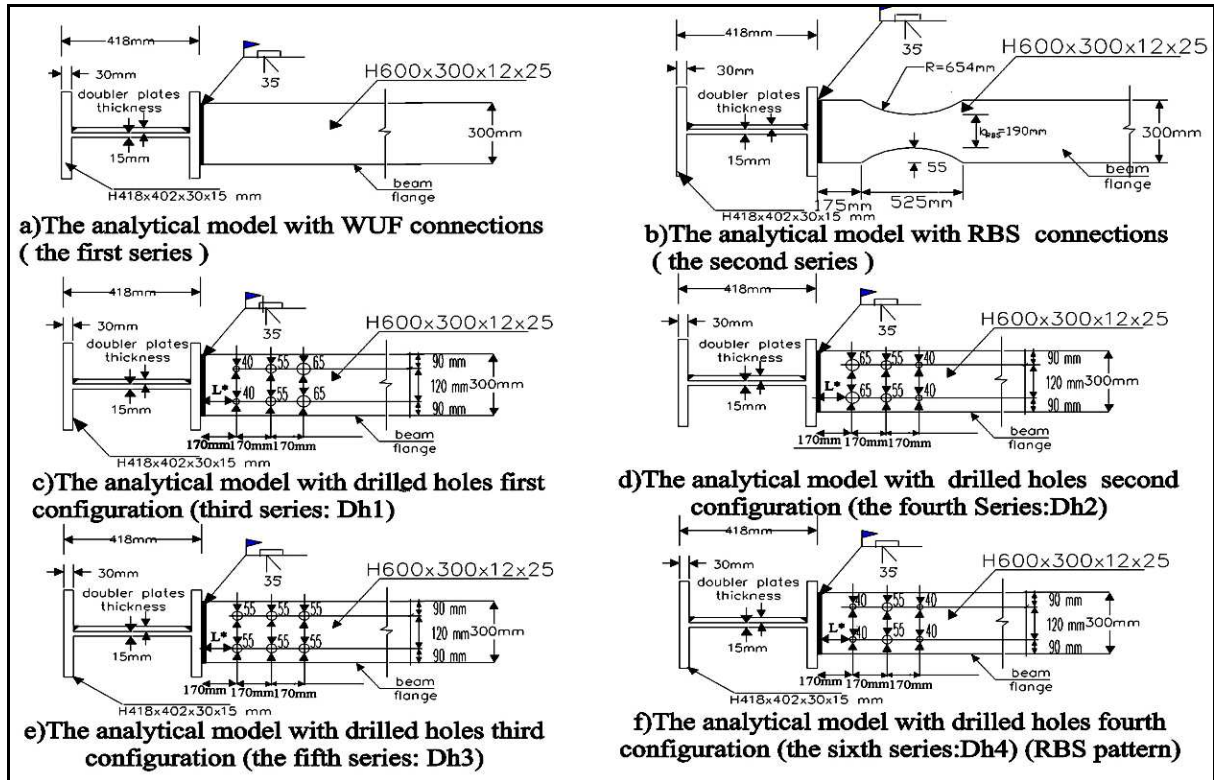 418mm
30mm
35
H600x300x12x25
doubler plates
thickness
15mm
300mm
H418x402x30x15 mm
beam
flange
a)The analytical model with WUF connections
( the first series )
418mm
30mm
35
R=654mm
H600x300x12x25
doubler plates
thickness
15mm
=190mm
300mm
55
175mm
525mm
H418x402x30x15 mm
beam
flange
b)The analytical model with RBS connections
( the second series )
418mm
30mm
35
H600x300x12x25
doubler plates
thickness
15mm
40 55 65
L*
40 55 65
90 mm
120 mm
90 mm
300mm
170mm 170mm 170mm
beam
flange
H418x402x30x15 mm
c)The analytical model with drilled holes first
configuration (third series: Dh1)
418mm
30mm
35
H600x300x12x25
doubler plates
thickness
15mm
65 55 40
L*
65 55 40
90 mm
120 mm
90 mm
300mm
170mm 170mm 170mm
beam
flange
H418x402x30x15 mm
d)The analytical model with drilled holes second
configuration (the fourth Series:Dh2)
418mm
30mm
35
H600x300x12x25
doubler plates
thickness
15mm
55 55 55
L*
55 55 55
90 mm
120 mm
90 mm
300mm
170mm 170mm 170mm
beam
flange
H418x402x30x15 mm
e)The analytical model with drilled holes third
configuration (the fifth series: Dh3)
418mm
30mm
35
H600x300x12x25
doubler plates
thickness
15mm
40 55 40
L*
40 55 40
90 mm
120 mm
90 mm
300mm
170mm 170mm 170mm
beam
flange
H418x402x30x15 mm
f)The analytical model with drilled holes fourth
configuration (the sixth series:Dh4) (RBS pattern)